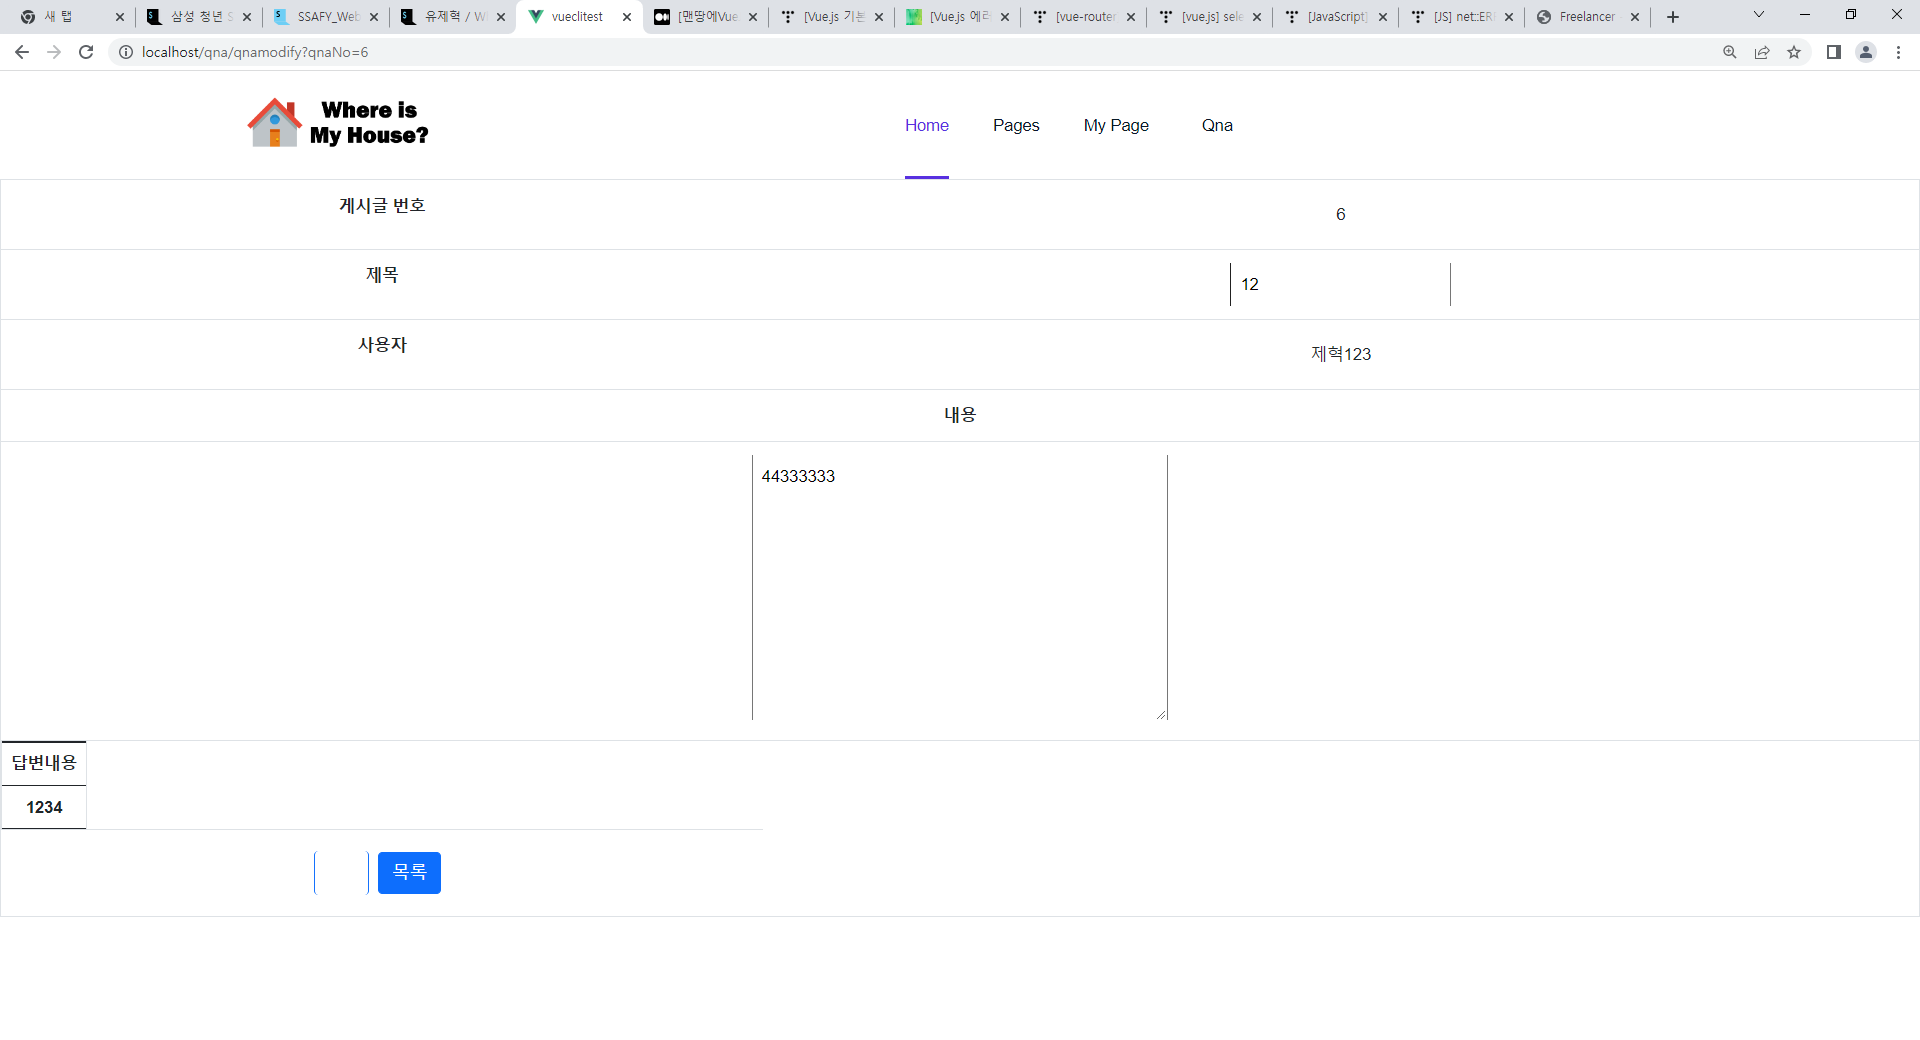 새 탭
삼성 청년 S
SSAFY_Web
유제혁 / W
vueclitest
[맨땅에Vue.
[Vue.js 기본
[Vue.js 에러
[vue-router
[vue.js] sele
[JavaScript]
[JS] net::ERR
Freelancer
localhost/qna/qnamodify?qnaNo=6
Where is
My House?
Home
Pages
My Page
Qna
게시글 번호
6
제목
12
사용자
제혁123
내용
44333333
답변내용
1234
목록